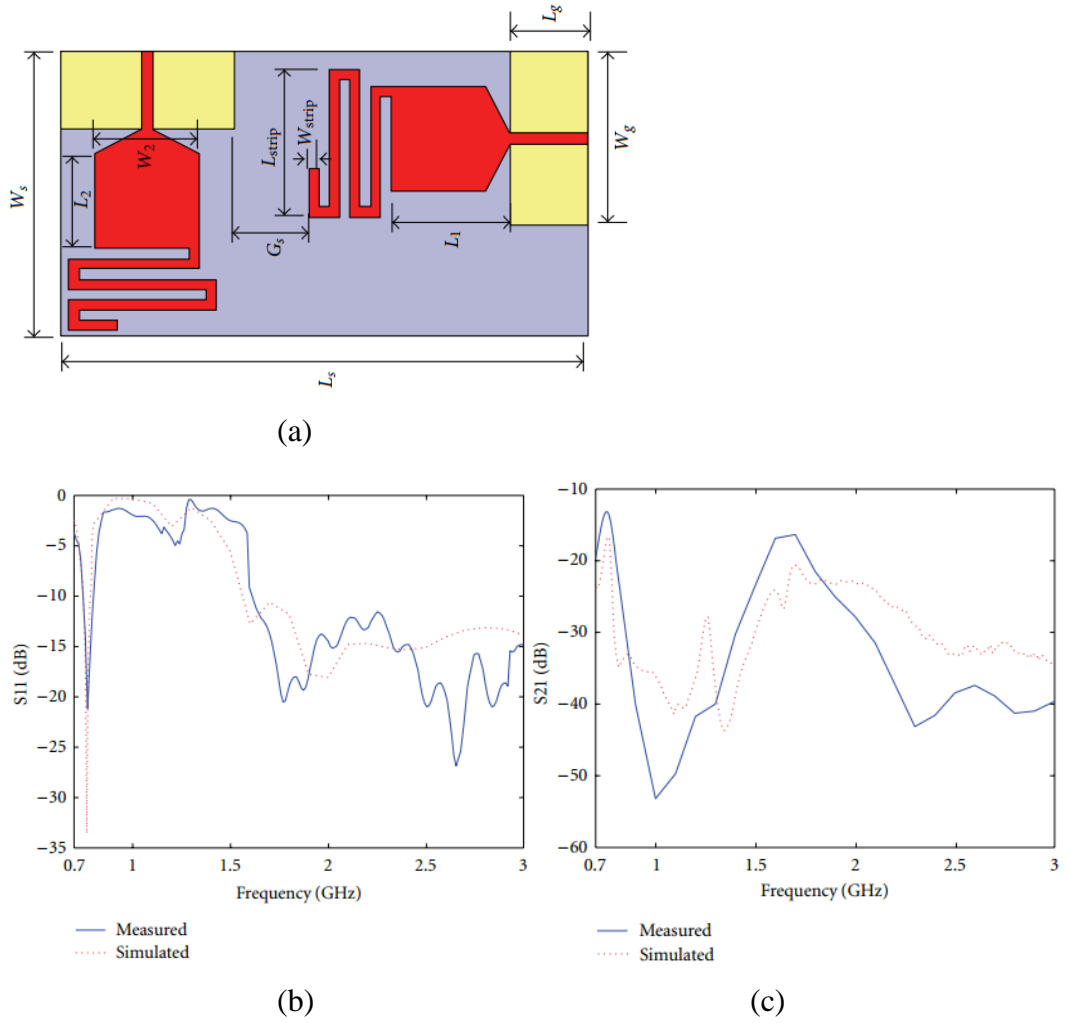 Lg
Ws
W2
L2
Lstrip
Wstrip
Gs
L1
Wg
Ls
(a)
0
−5
−10
−15
−20
−25
−30
−35
S11 (dB)
0.7 1 1.5 2 2.5 3
Frequency (GHz)
Measured
Simulated
(b)
−10
−20
−30
−40
−50
−60
S21 (dB)
0.7 1 1.5 2 2.5 3
Frequency (GHz)
Measured
Simulated
(c)